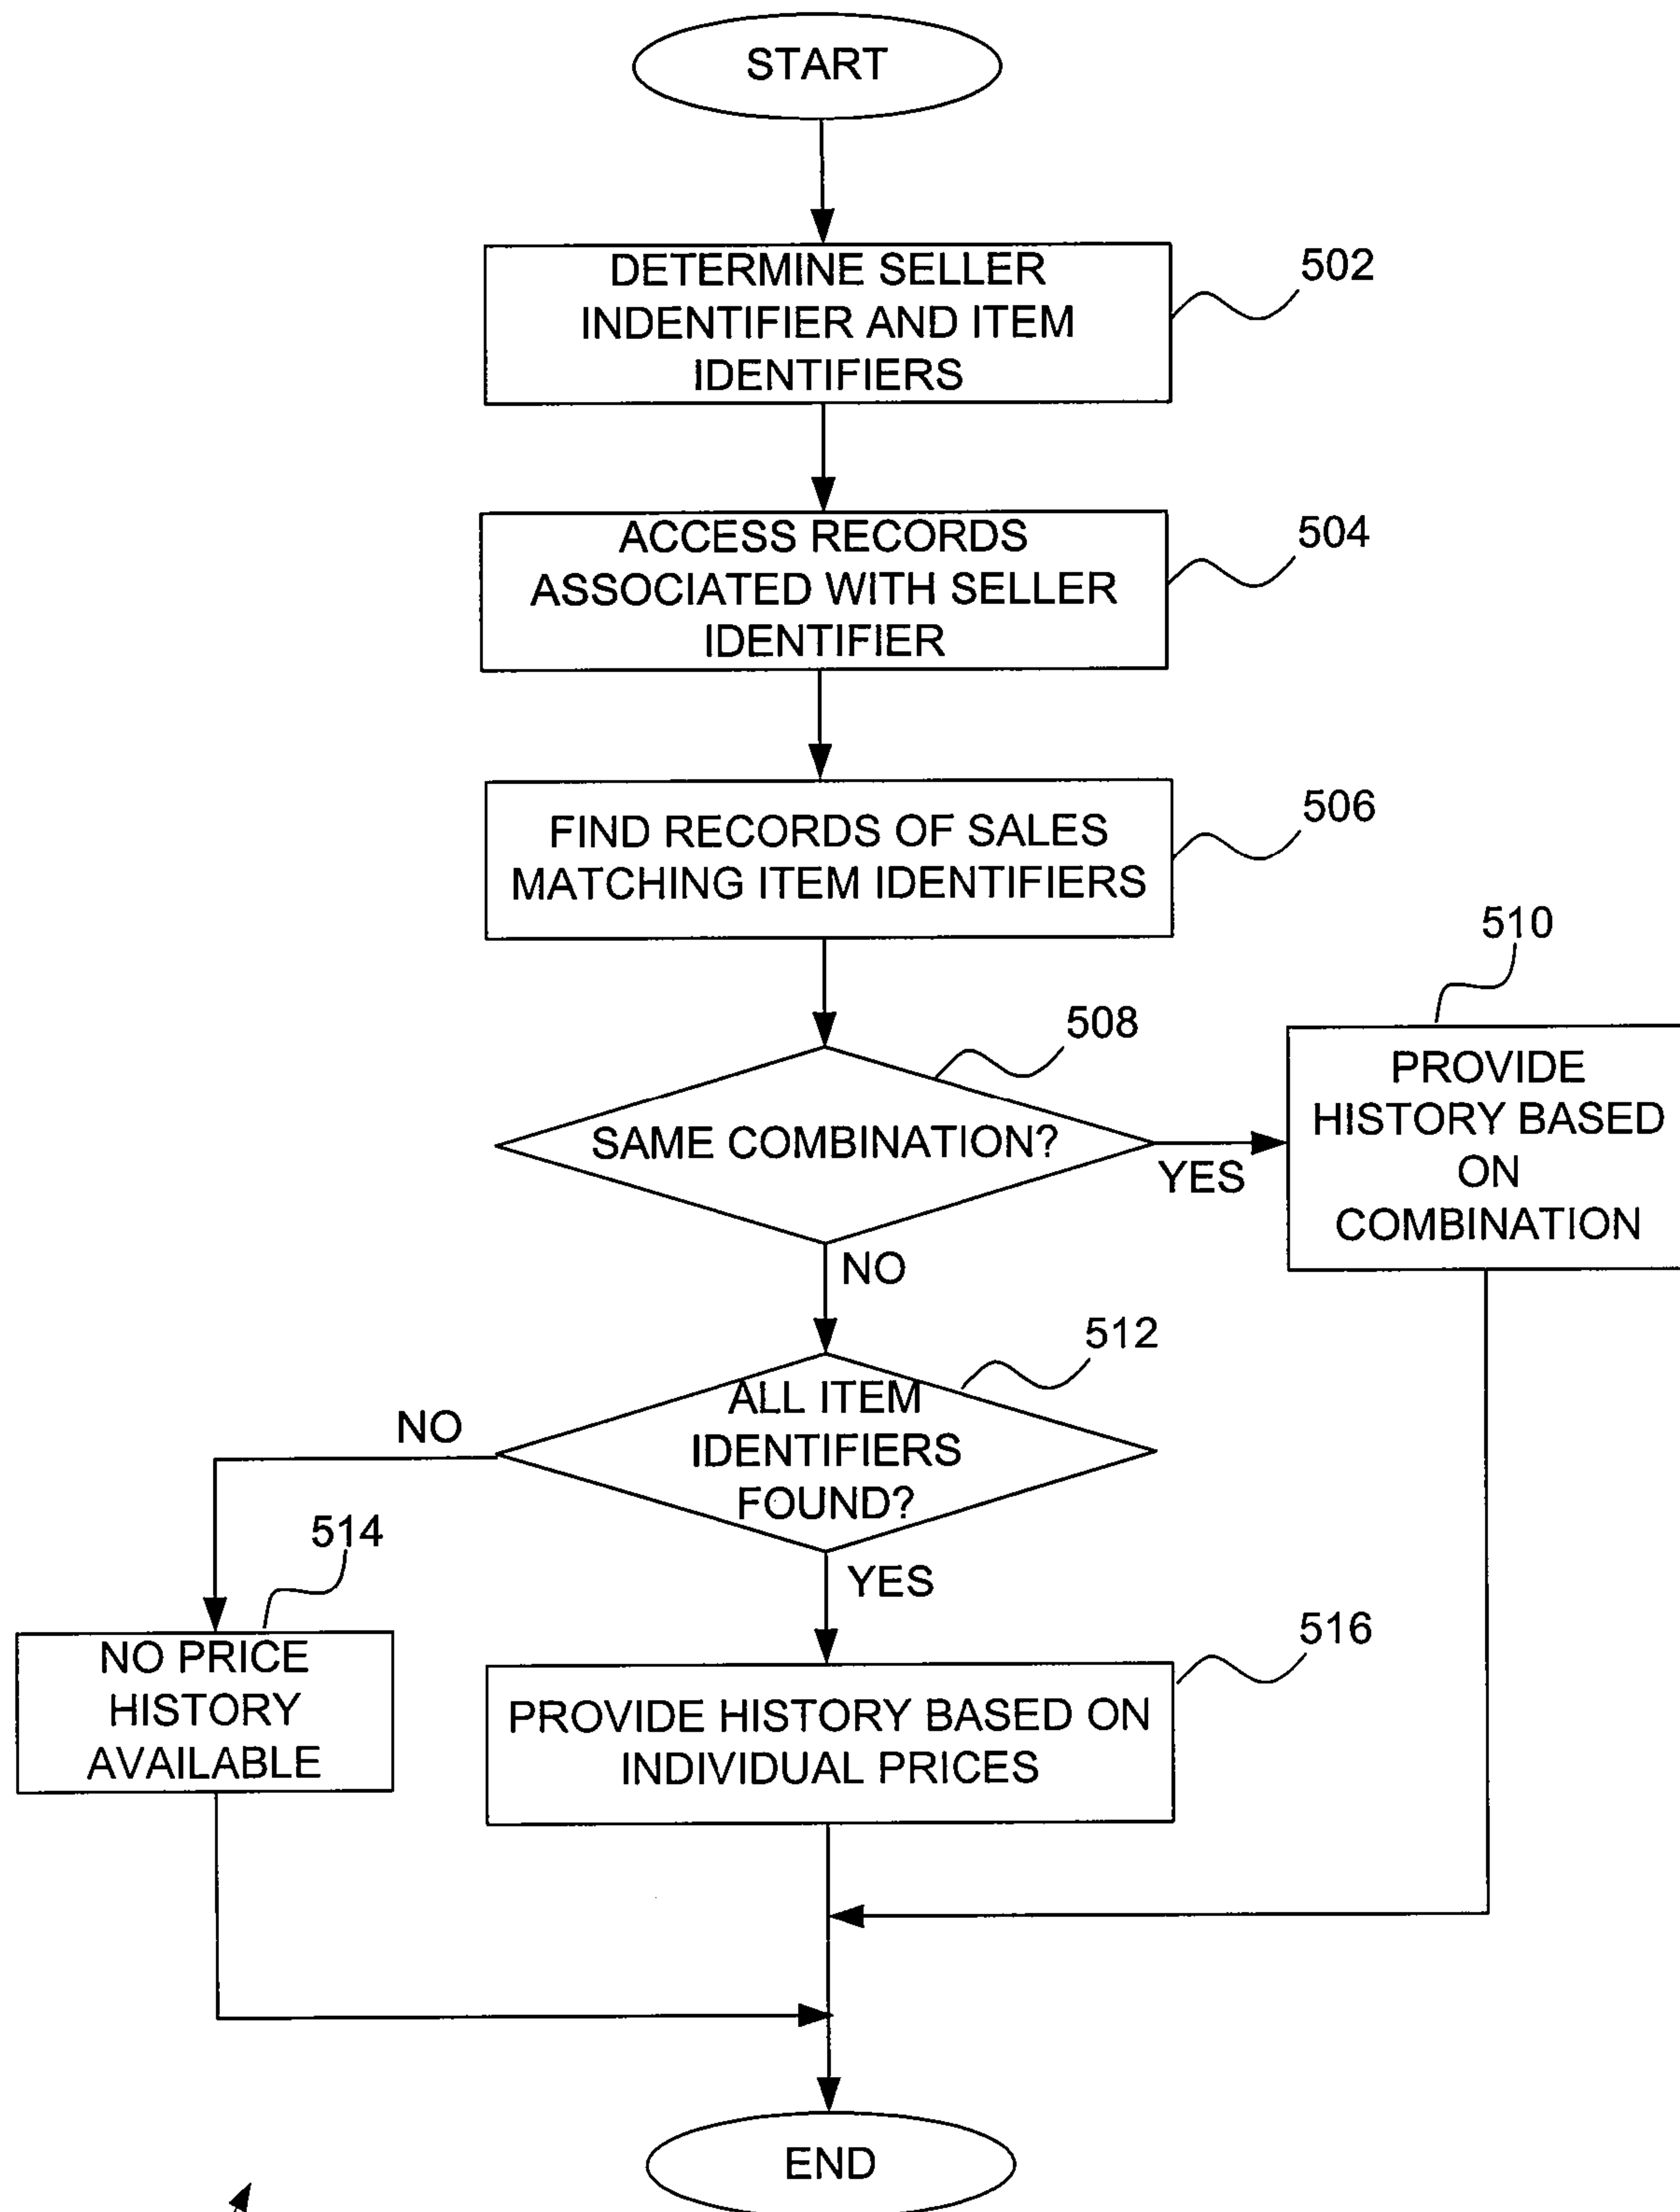 START
DETERMINE SELLER
INDENTIFIER AND ITEM
IDENTIFIERS
502
ACCESS RECORDS
ASSOCIATED WITH SELLER
IDENTIFIER
504
FIND RECORDS OF SALES
MATCHING ITEM IDENTIFIERS
506
SAME COMBINATION?
508
YES
PROVIDE
HISTORY BASED
ON
COMBINATION
510
NO
ALL ITEM
IDENTIFIERS
FOUND?
512
NO
NO PRICE
HISTORY
AVAILABLE
514
YES
PROVIDE HISTORY BASED ON
INDIVIDUAL PRICES
516
END